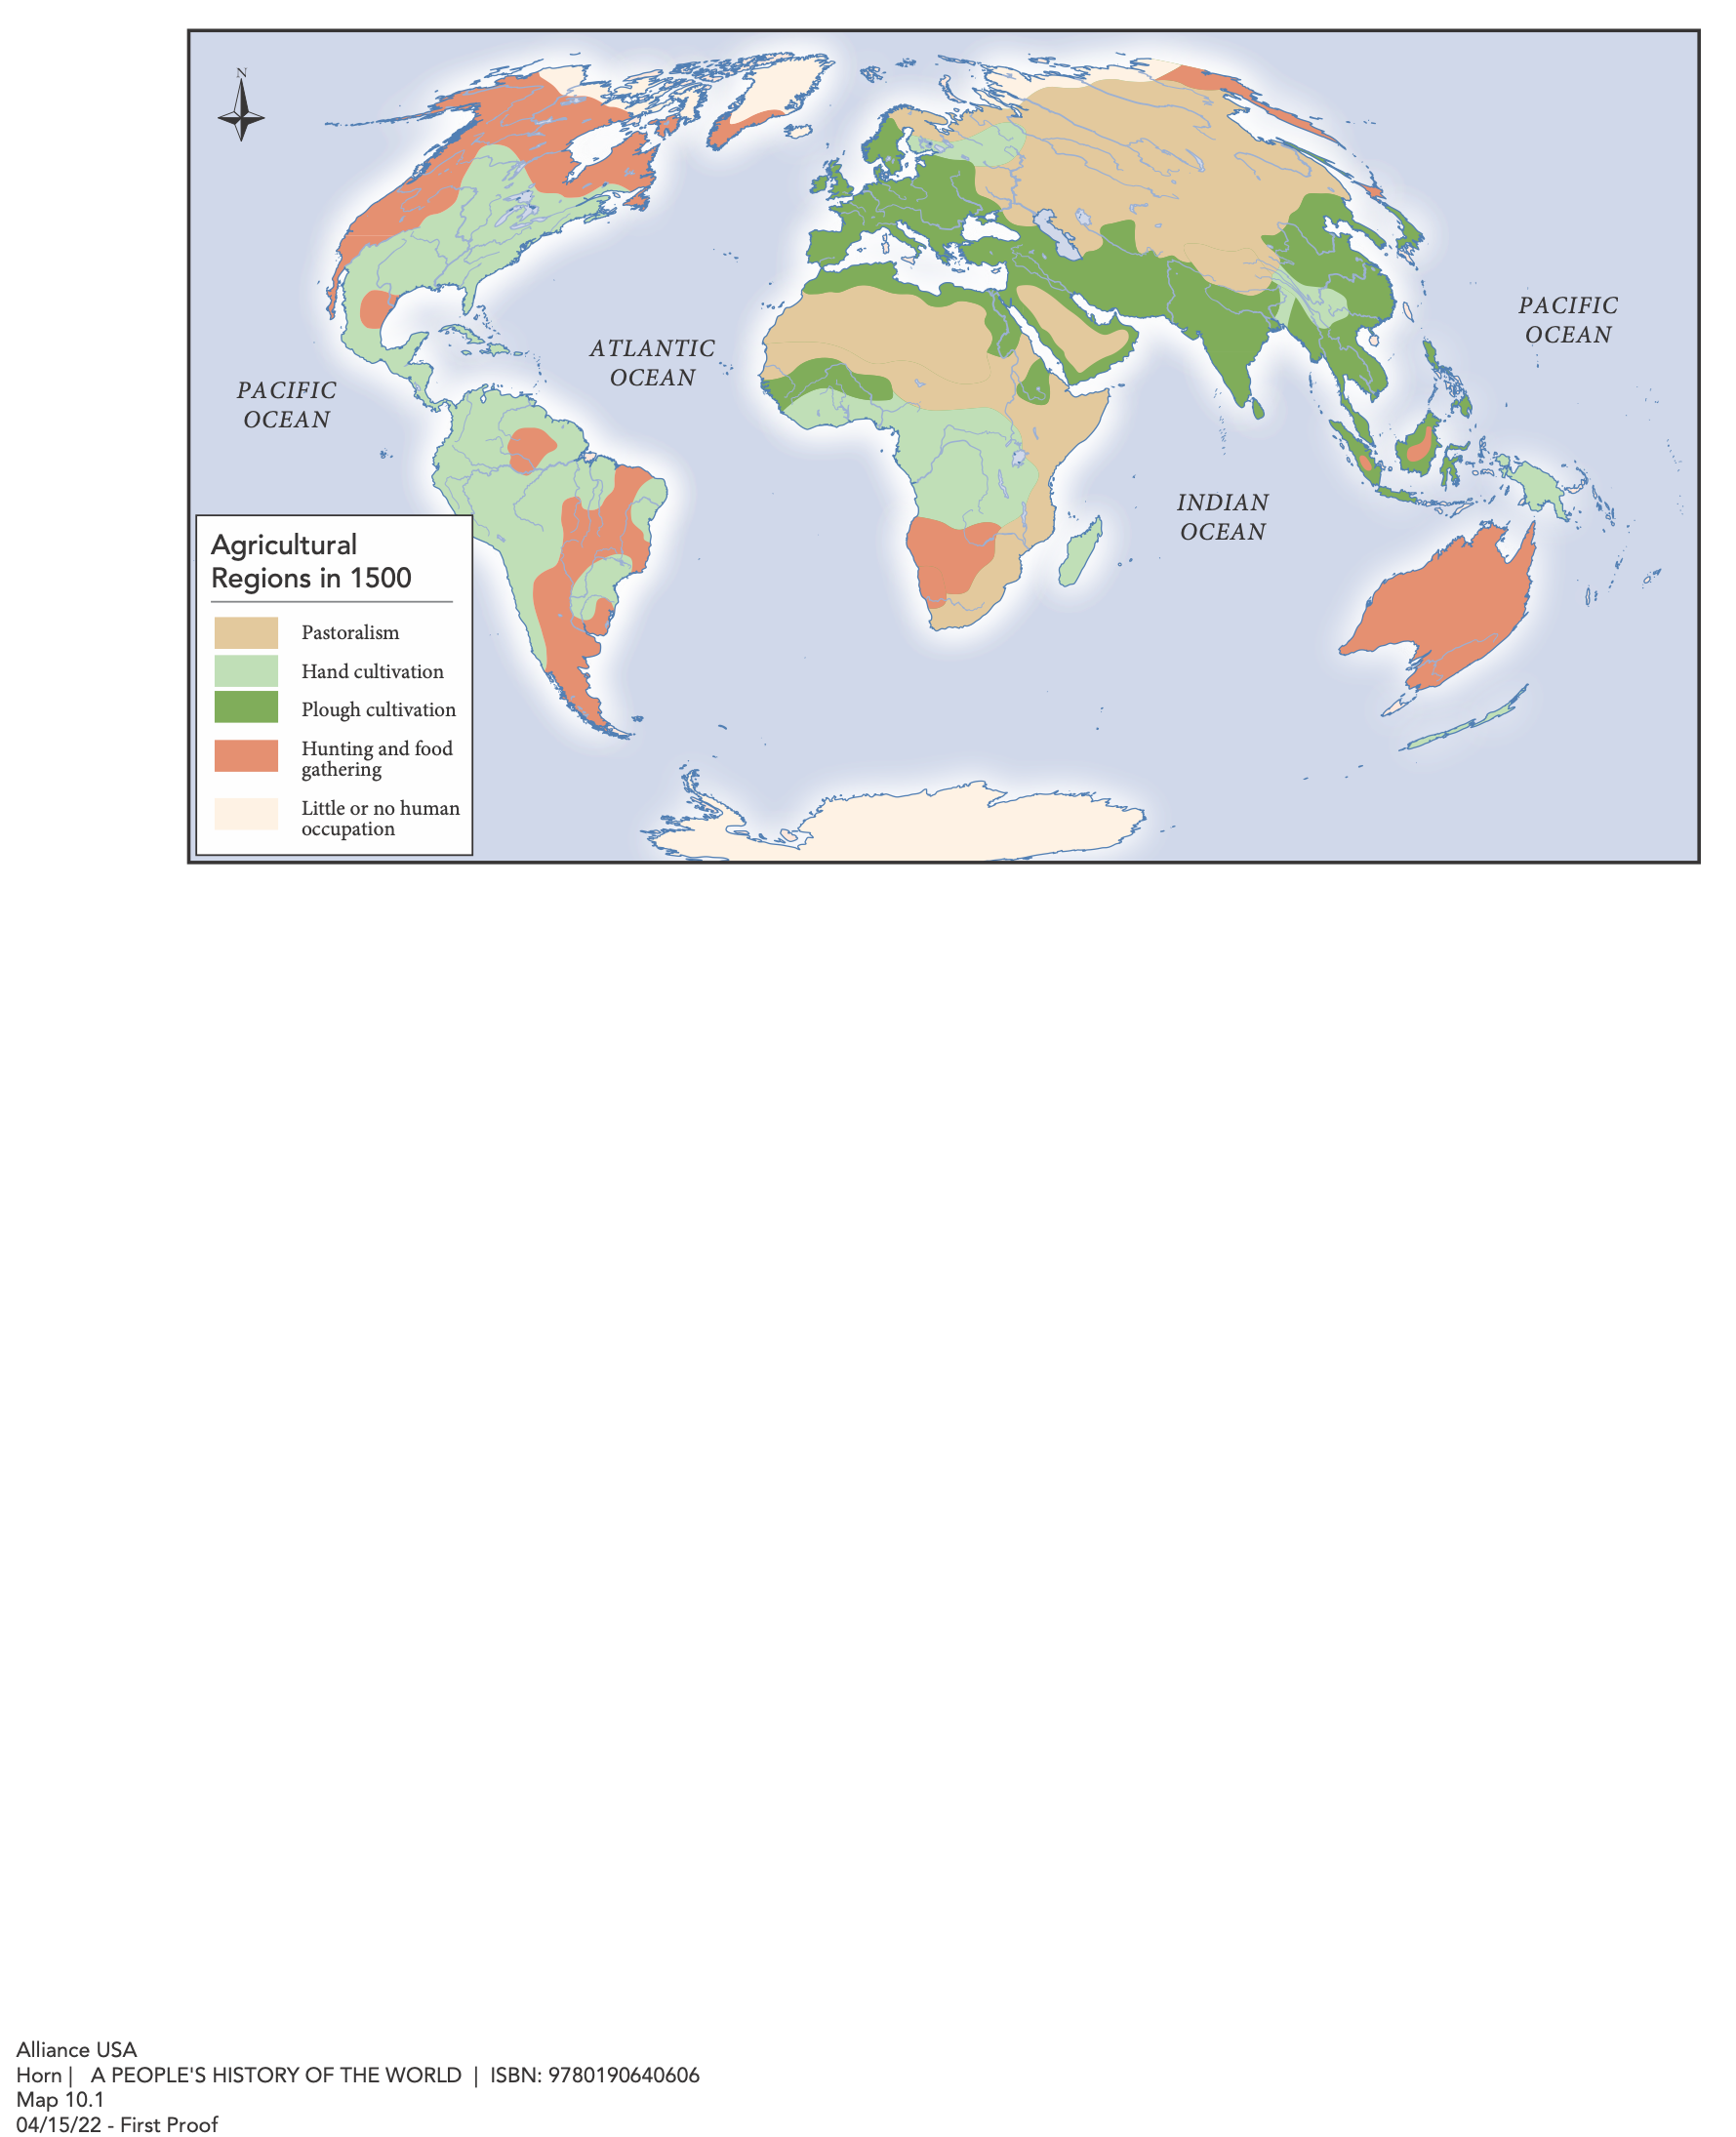 N
PACIFIC
OCEAN
ATLANTIC
OCEAN
PACIFIC
OCEAN
INDIAN
OCEAN
Agricultural
Regions in 1500
Pastoralism
Hand cultivation
Plough cultivation
Hunting and food
gathering
Little or no human
occupation
Alliance USA
Horn | A PEOPLE'S HISTORY OF THE WORLD | ISBN: 9780190640606
Map 10.1
04/15/22 - First Proof